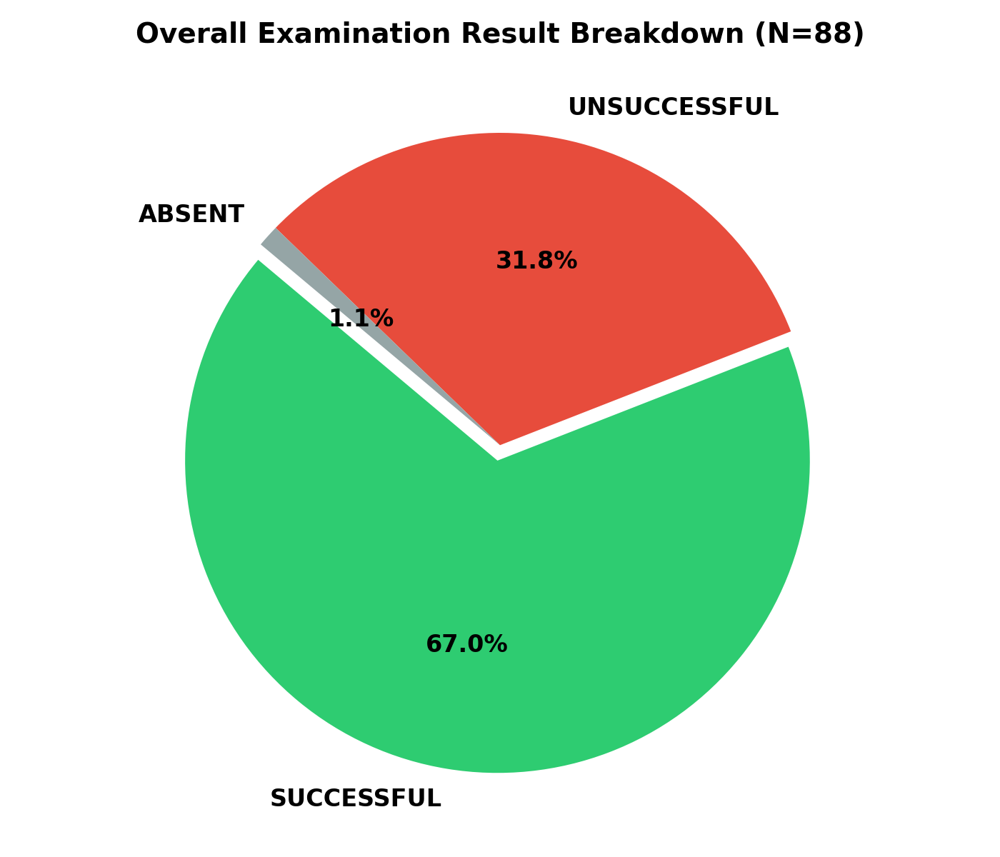 Overall Examination Result Breakdown (N=88)
UNSUCCESSFUL
ABSENT
31.8%
1.1%
67.0%
SUCCESSFUL